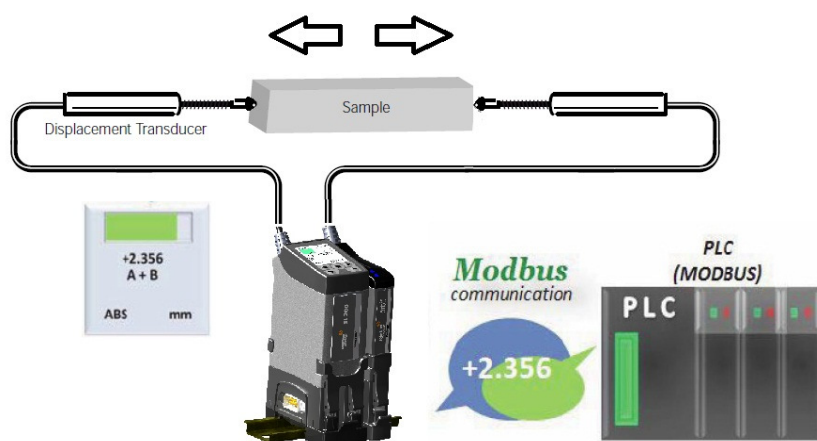 Sample
Displacement Transducer
+2.356
A + B
ABS mm
Modbus
communication
+2.356
PLC
(MODBUS)
PLC